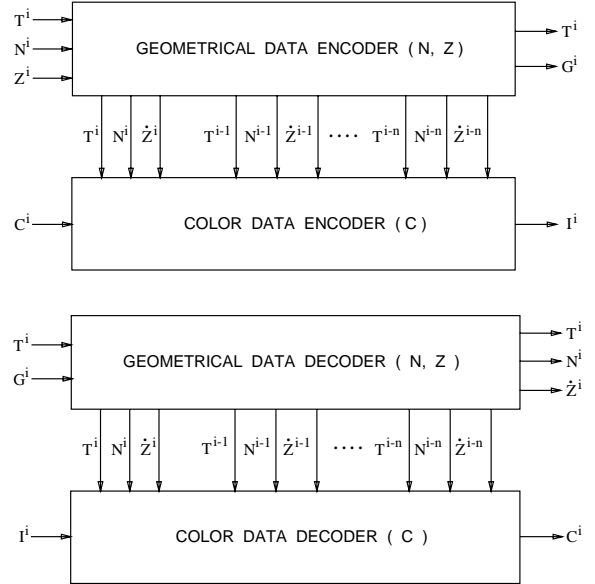 Tⁱ
Nⁱ
Zⁱ
GEOMETRICAL DATA ENCODER ( N, Z )
Tⁱ
Gⁱ
Tⁱ Nⁱ Żⁱ Tⁱ⁻¹ Nⁱ⁻¹ Żⁱ⁻¹ .... Tⁱ⁻ⁿ Nⁱ⁻ⁿ Żⁱ⁻ⁿ
Cⁱ COLOR DATA ENCODER ( C ) Iⁱ
Tⁱ
Gⁱ
GEOMETRICAL DATA DECODER ( N, Z )
Tⁱ
Nⁱ
Żⁱ
Tⁱ Nⁱ Żⁱ Tⁱ⁻¹ Nⁱ⁻¹ Żⁱ⁻¹ .... Tⁱ⁻ⁿ Nⁱ⁻ⁿ Żⁱ⁻ⁿ
Iⁱ COLOR DATA DECODER ( C ) Cⁱ